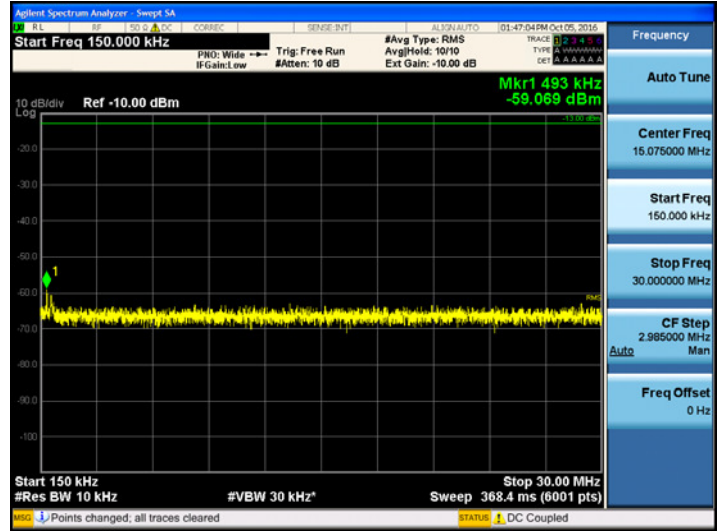 Agilent Spectrum Analyzer - Swept SA
RL RF 50 Ω DC CORREC SENSE:INT ALIGN AUTO 01:47:04 PM Oct 05, 2016
Start Freq 150.000 kHz
PNO: Wide
IFGain:Low
Trig: Free Run
#Atten: 10 dB
#Avg Type: RMS
Avg|Hold: 10/10
Ext Gain: -10.00 dB
TRACE 1 2 3 4 5 6
TYPE A
DET A A A A A A
Mkr1 493 kHz
-59.069 dBm
10 dB/div Ref -10.00 dBm
Log
-13.00 dBm
-20.0
-30.0
-40.0
-50.0
1
-60.0
RMS
-70.0
-80.0
-90.0
-100
Start 150 kHz Stop 30.00 MHz
#Res BW 10 kHz #VBW 30 kHz* Sweep 368.4 ms (6001 pts)
MSG Points changed; all traces cleared STATUS DC Coupled
Frequency
Auto Tune
Center Freq
15.075000 MHz
Start Freq
150.000 kHz
Stop Freq
30.000000 MHz
CF Step
2.985000 MHz
Auto Man
Freq Offset
0 Hz